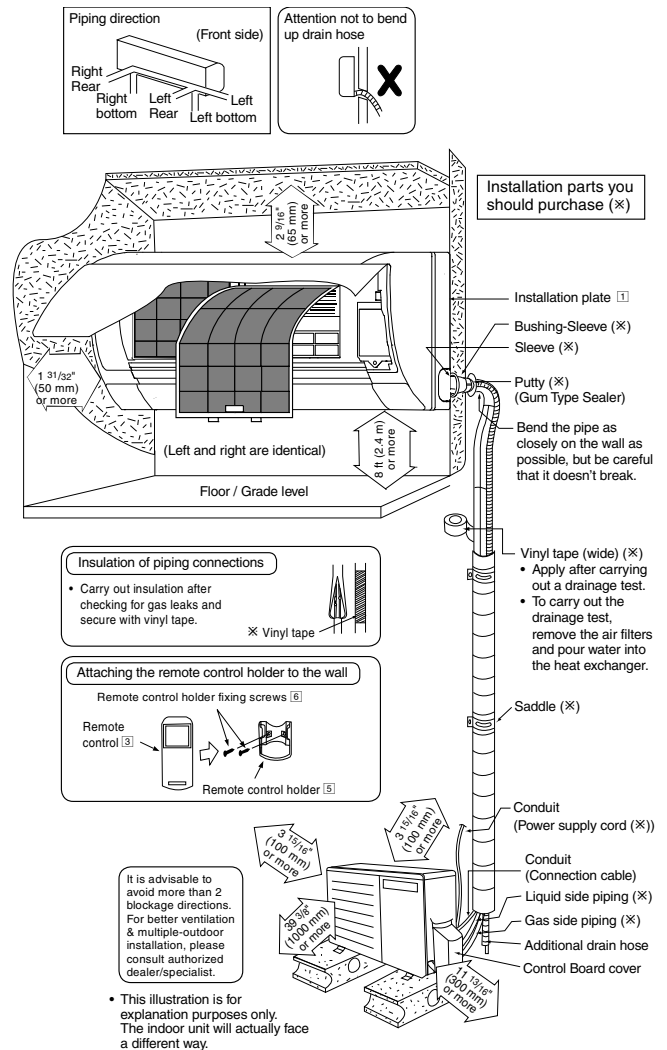 Piping direction
(Front side)
Right
Rear
Right
bottom
Left
Rear
Left
Left bottom
Attention not to bend
up drain hose
Installation parts you
should purchase (※)
2 9/16"
(65 mm)
or more
1 31/32"
(50 mm)
or more
(Left and right are identical)
8 ft (2.4 m)
or more
Floor / Grade level
Installation plate 1
Bushing-Sleeve (※)
Sleeve (※)
Putty (※)
(Gum Type Sealer)
Bend the pipe as
closely on the wall as
possible, but be careful
that it doesn't break.
Vinyl tape (wide) (※)
• Apply after carrying
out a drainage test.
• To carry out the
drainage test,
remove the air filters
and pour water into
the heat exchanger.
Saddle (※)
Insulation of piping connections
• Carry out insulation after
checking for gas leaks and
secure with vinyl tape.
※ Vinyl tape
Attaching the remote control holder to the wall
Remote control holder fixing screws 6
Remote
control 3
Remote control holder 5
Conduit
(Power supply cord (※))
Conduit
(Connection cable)
Liquid side piping (※)
Gas side piping (※)
Additional drain hose
Control Board cover
3 15/16"
(100 mm)
or more
3 15/16"
(100 mm)
or more
39 3/8"
(1000 mm)
or more
11 13/16"
(300 mm)
or more
It is advisable to
avoid more than 2
blockage directions.
For better ventilation
& multiple-outdoor
installation, please
consult authorized
dealer/specialist.
• This illustration is for
explanation purposes only.
The indoor unit will actually face
a different way.